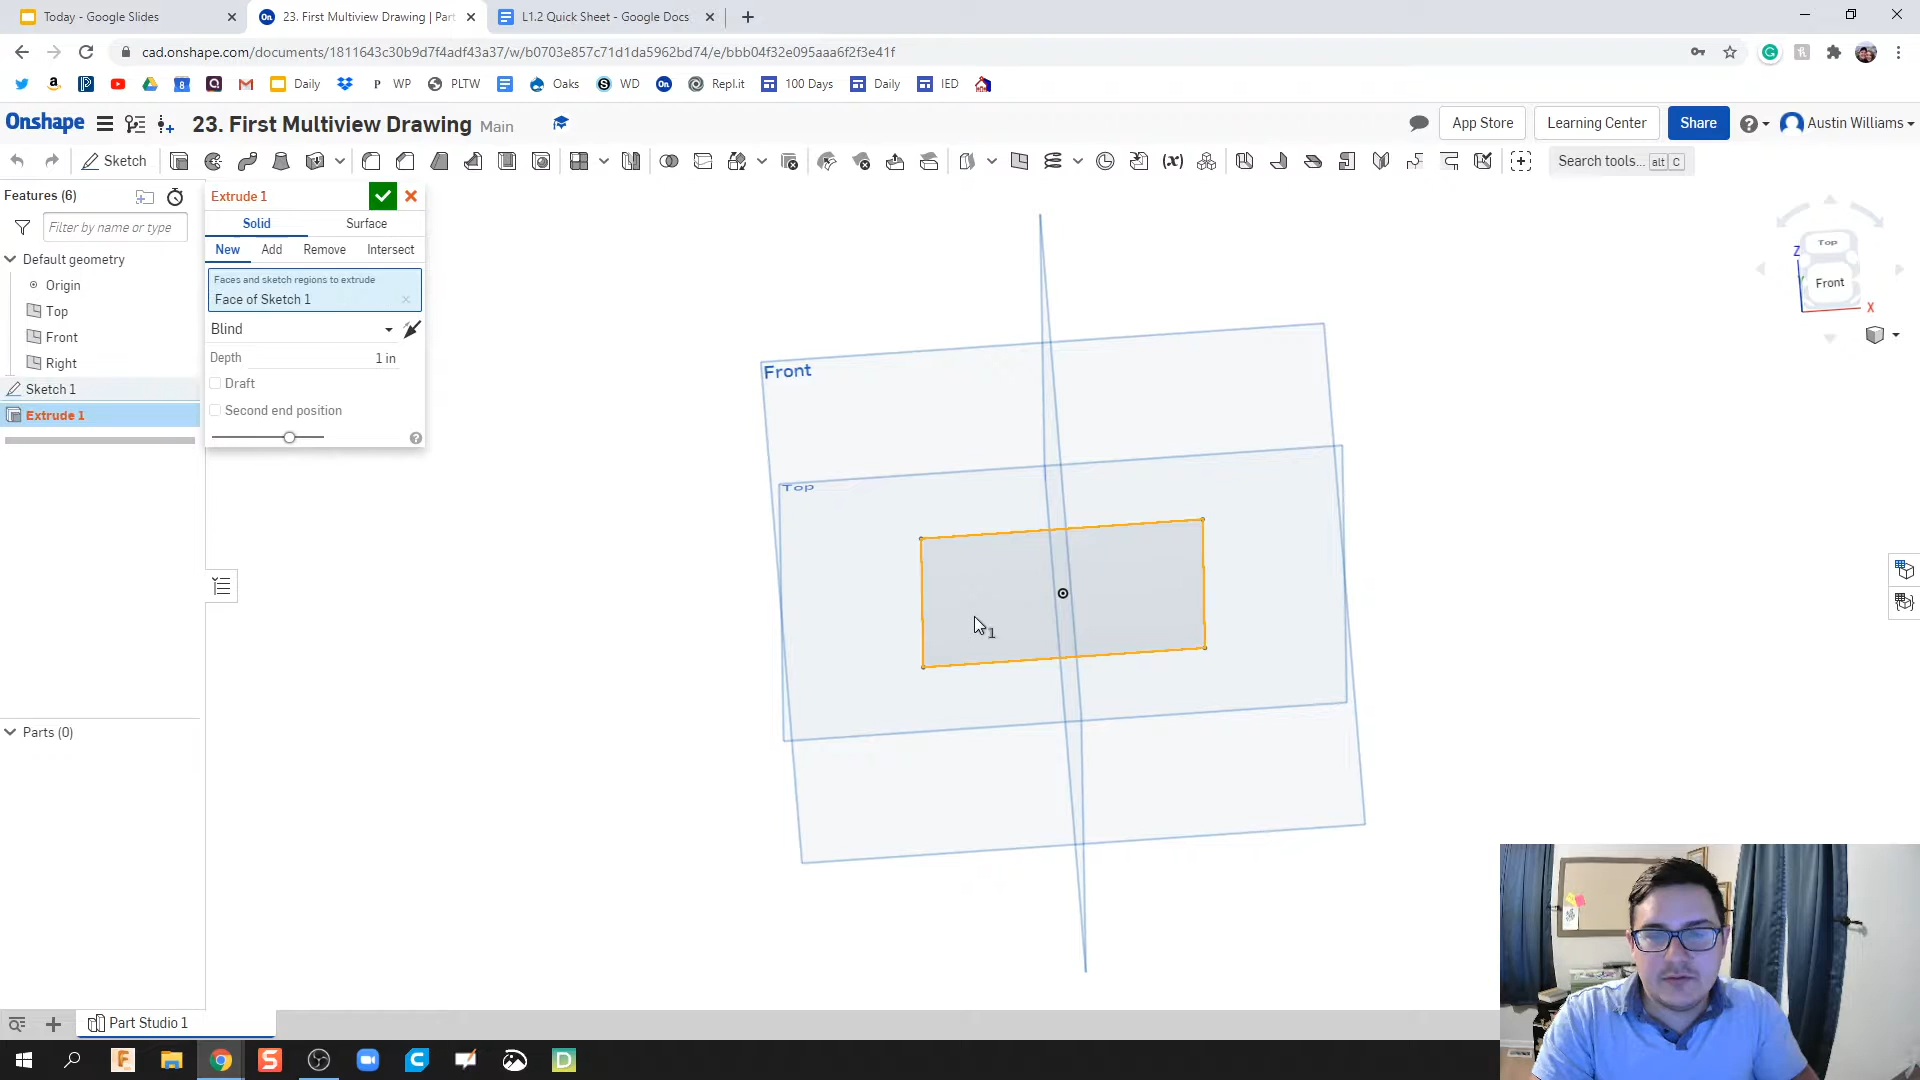 Today - Google Slides
On
23. First Multiview Drawing | Part
L1.2 Quick Sheet - Google Docs
cad.onshape.com/documents/1811643c30b9d7f4adf43a37/w/b0703e857c71d1da5962bd74/e/bbb04f32e095aaa6f2f3e41f
Daily
P WP
PLTW
Oaks
S WD
On
Repl.it
100 Days
Daily
IED
Onshape
23. First Multiview Drawing Main
App Store
Learning Center
Share
Austin Williams
Sketch
(x)
Search tools... alt C
Features (6)
Filter by name or type
Default geometry
Origin
Top
Front
Right
Sketch 1
Extrude 1
Parts (0)
Extrude 1
Solid
Surface
New
Add
Remove
Intersect
Faces and sketch regions to extrude
Face of Sketch 1
Blind
Depth
1 in
Draft
Second end position
Front
Top
1
Top
Z
Front
X
Part Studio 1